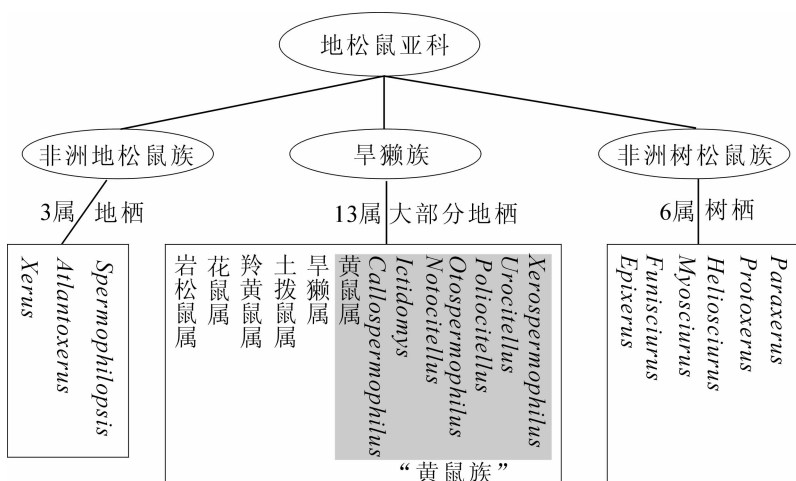 地松鼠亚科
非洲地松鼠族
旱獭族
非洲树松鼠族
3属 地栖
13属 大部分地栖
6属 树栖
Xerus
Atlantoxerus
Spermophilopsis
岩松鼠属
花鼠属
羚黄鼠属
土拨鼠属
旱獭属
黄鼠属
Callospermophilus
Ictidomys
Notocitellus
Otospermophilus
Poliocitellus
Urocitellus
Xerospermophilus
“黄鼠族”
Epixerus
Funisciurus
Myosciurus
Heliosciurus
Protoxerus
Paraxerus